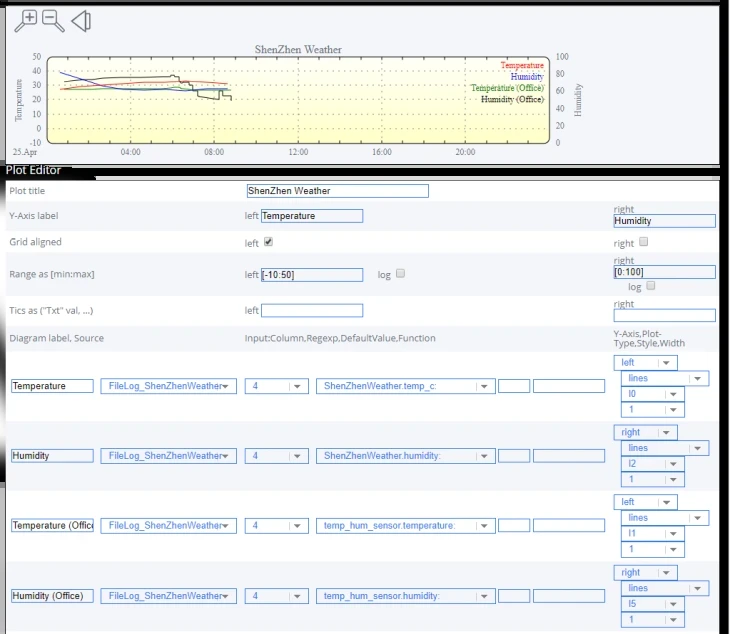 ShenZhen Weather
50
40
30
20
10
0
-10
Temperature
100
80
60
40
20
0
Humidity
Temperature
Humidity
Temperature (Office)
Humidity (Office)
25.Apr 04:00 08:00 12:00 16:00 20:00
Plot Editor
Plot title ShenZhen Weather
Y-Axis label left Temperature right Humidity
Grid aligned left right
Range as [min:max] left [-10:50] log right [0:100] log
Tics as ("Txt" val, ...) left right
Diagram label, Source Input:Column,Regexp,DefaultValue,Function Y-Axis,Plot-
Type,Style,Width
Temperature FileLog_ShenZhenWeather 4 ShenZhenWeather.temp_c: left
lines
l0
1
Humidity FileLog_ShenZhenWeather 4 ShenZhenWeather.humidity: right
lines
l2
1
Temperature (Offic FileLog_ShenZhenWeather 4 temp_hum_sensor.temperature: left
lines
l1
1
Humidity (Office) FileLog_ShenZhenWeather 4 temp_hum_sensor.humidity: right
lines
l5
1